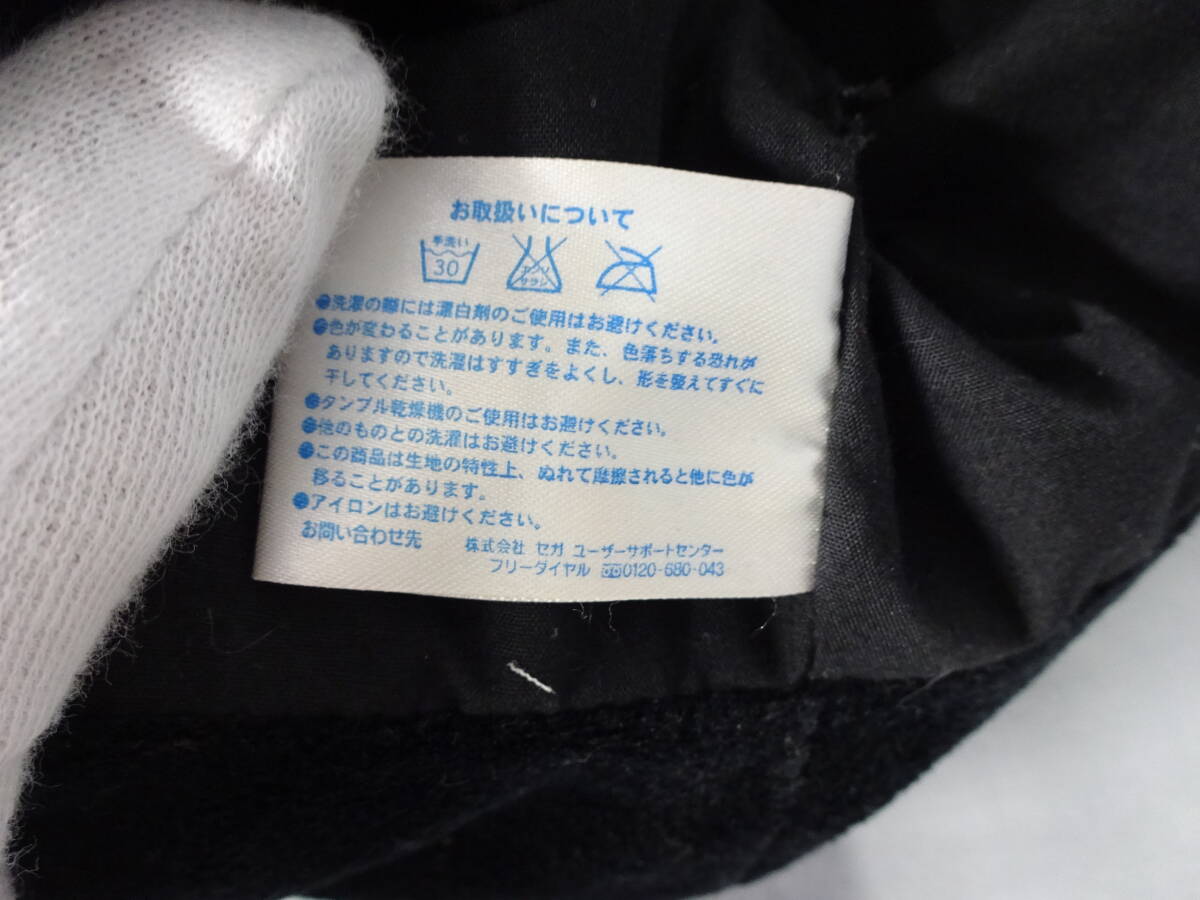 お取扱いについて
手洗い
30
エンソ
サラシ
●洗濯の際には漂白剤のご使用はお避けください。
●色が変わることがあります。また、色落ちする恐れが
ありますので洗濯はすすぎをよくし、形を整えてすぐに
干してください。
●タンブル乾燥機のご使用はお避けください。
●他のものとの洗濯はお避けください。
●この商品は生地の特性上、ぬれて摩擦されると他に色が
移ることがあります。
●アイロンはお避けください。
お問い合わせ先 株式会社 セガ ユーザーサポートセンター
フリーダイヤル 0120-680-043